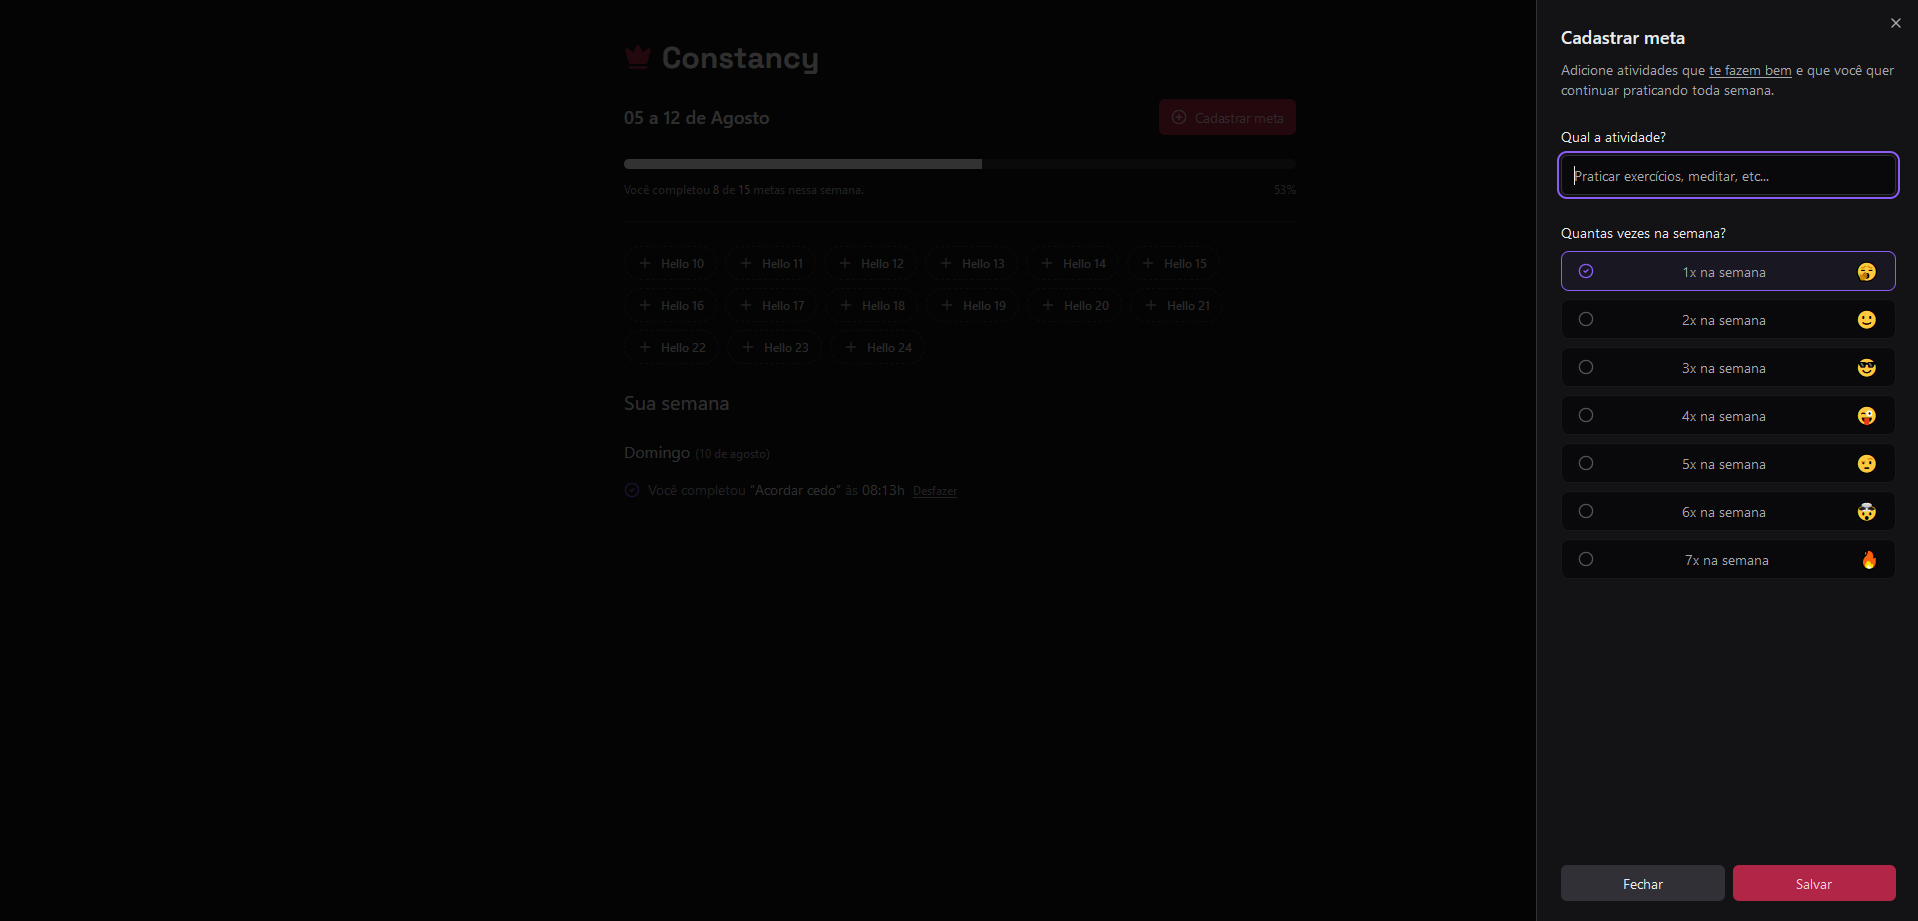 Constancy
05 a 12 de Agosto
Cadastrar meta
Você completou 8 de 15 metas nessa semana.
53%
Hello 10
Hello 11
Hello 12
Hello 13
Hello 14
Hello 15
Hello 16
Hello 17
Hello 18
Hello 19
Hello 20
Hello 21
Hello 22
Hello 23
Hello 24
Sua semana
Domingo (10 de agosto)
Você completou “Acordar cedo” às 08:13h Desfazer
Cadastrar meta
Adicione atividades que te fazem bem e que você quer
continuar praticando toda semana.
Qual a atividade?
Praticar exercícios, meditar, etc...
Quantas vezes na semana?
1x na semana 🥱
2x na semana 🙂
3x na semana 😎
4x na semana 😜
5x na semana 🤨
6x na semana 🤯
7x na semana 🔥
Fechar
Salvar